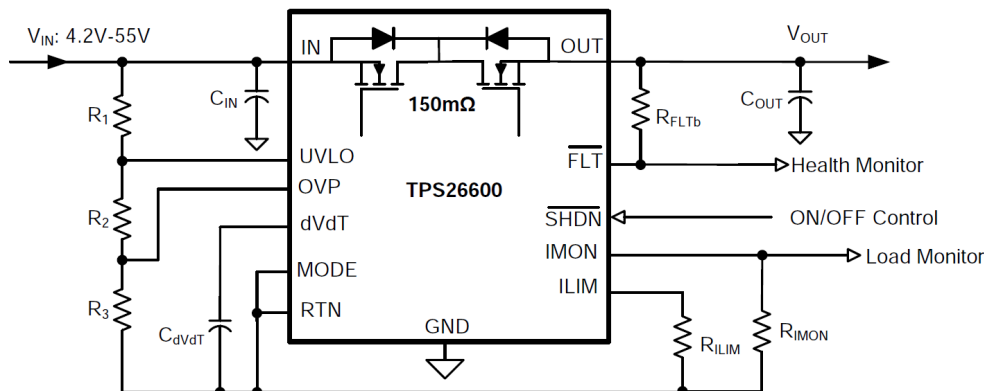 VIN: 4.2V-55V
IN
OUT
VOUT
R1
CIN
150mΩ
RFLTb
COUT
UVLO
FLT
Health Monitor
OVP
TPS26600
R2
dVdT
SHDN
ON/OFF Control
IMON
Load Monitor
MODE
ILIM
R3
RTN
CdVdT
GND
RILIM
RIMON